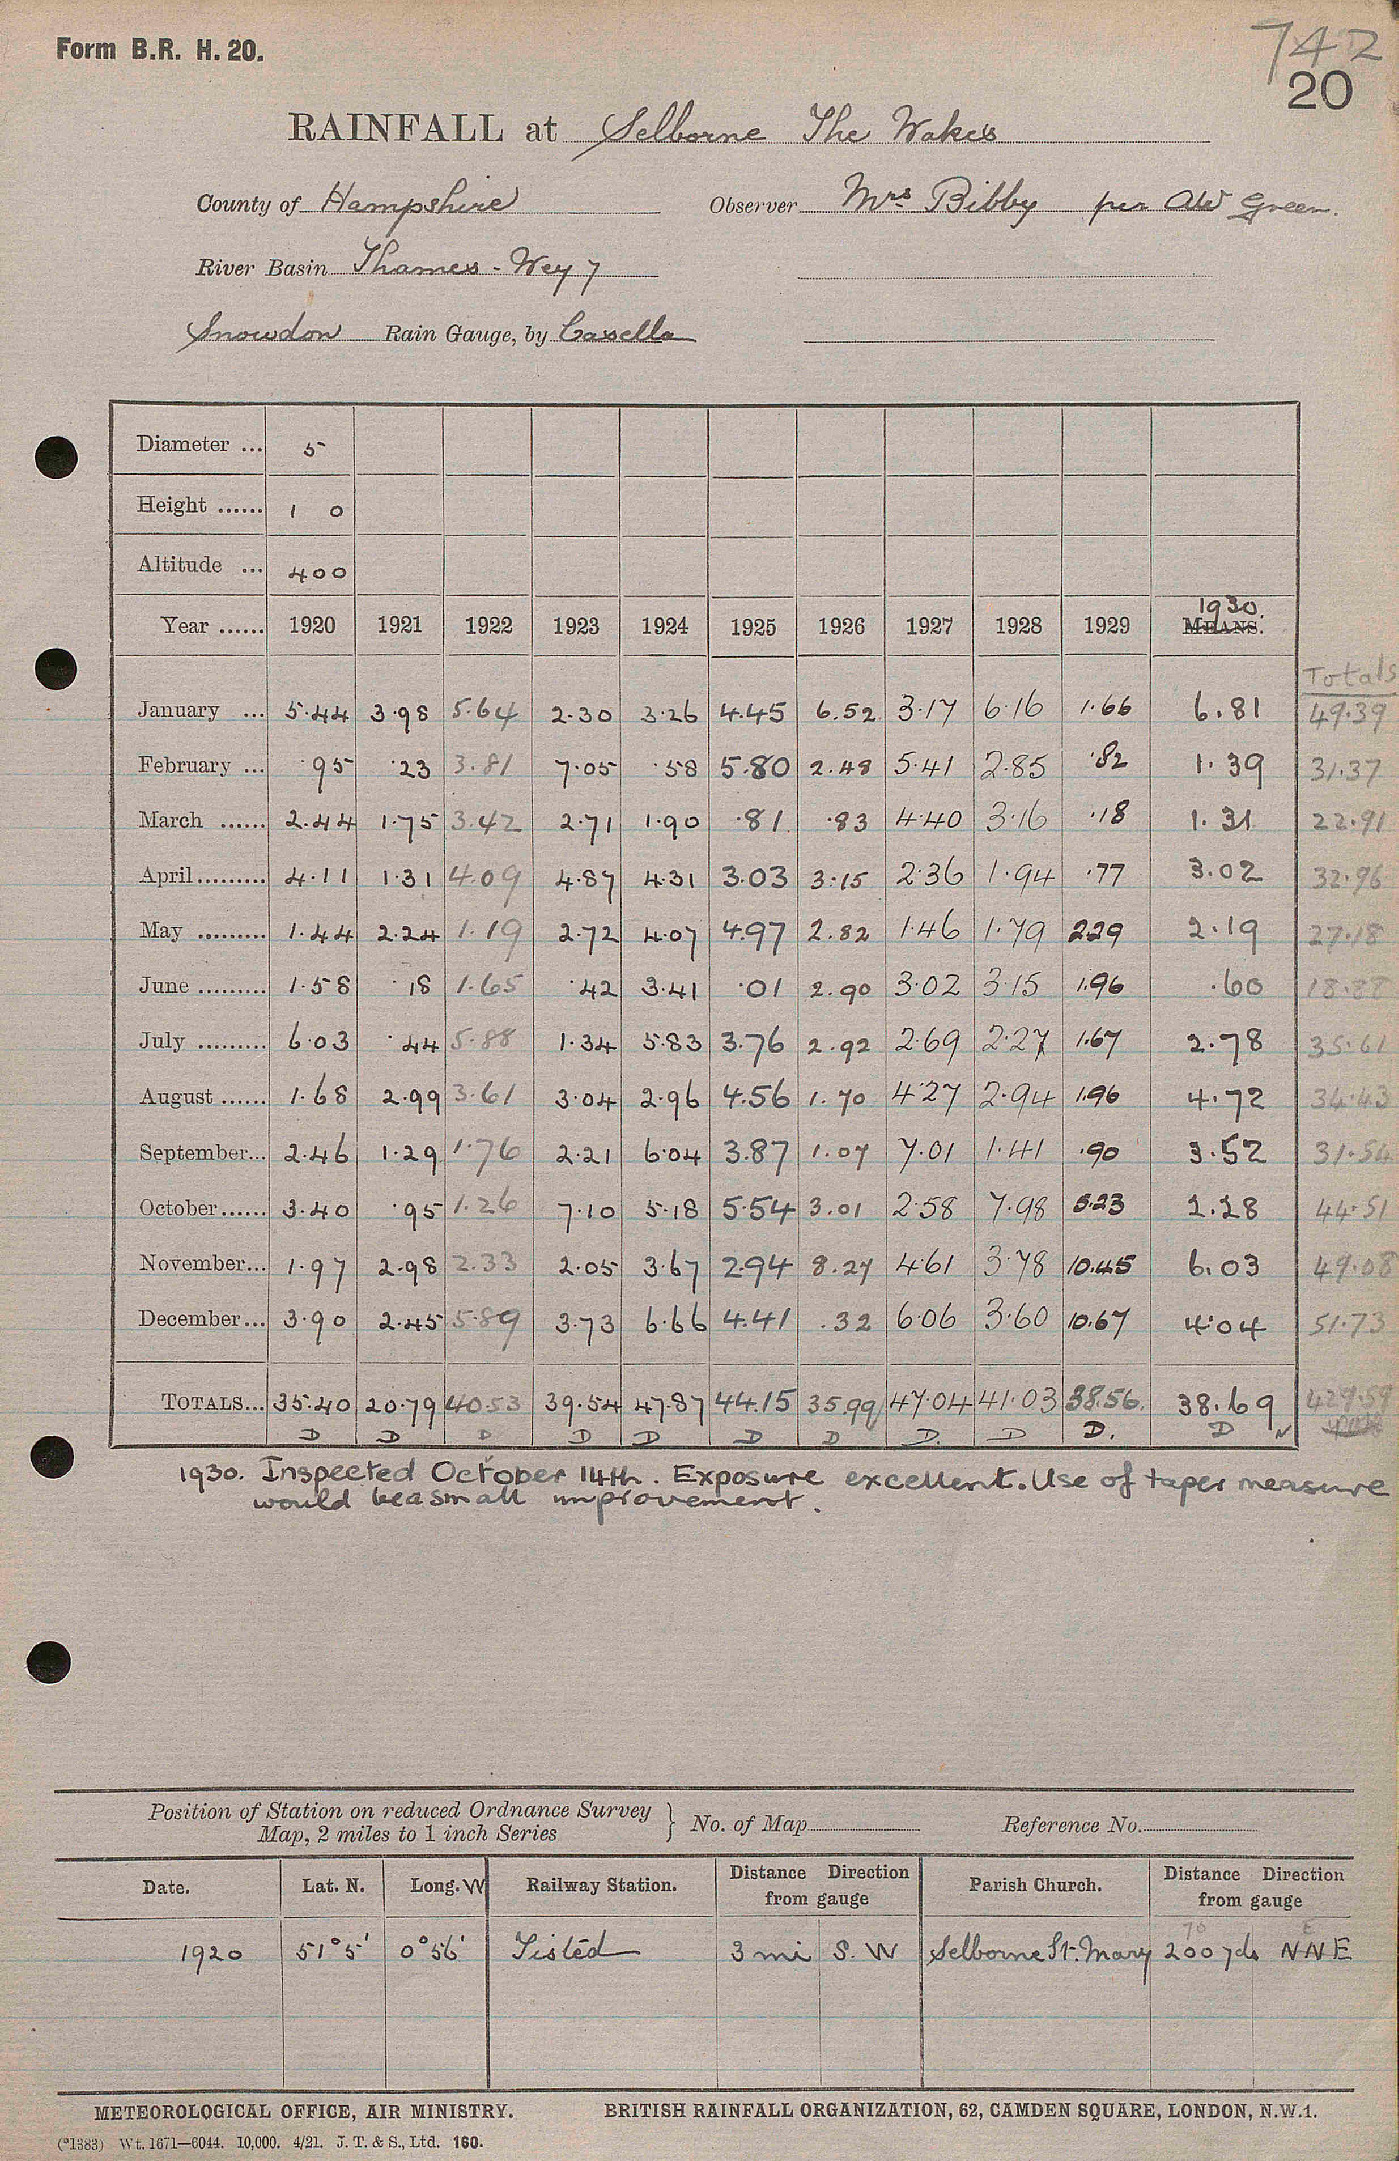 Form B.R. H. 20.
742
20
RAINFALL at Selborne The Wakes
County of Hampshire Observer Mrs Bibby per AW Green.
River Basin Thames - Wey 7
Snowdon Rain Gauge, by Casella
Diameter ... 5
Height ...... 1 0
Altitude ... 400
Year ...... 1920 1921 1922 1923 1924 1925 1926 1927 1928 1929 1930. MEANS.
Totals
January ... 5.44 3.98 5.64 2.30 3.26 4.45 6.52 3.17 6.16 1.66 6.81 49.39
February ... .95 .23 3.81 7.05 .58 5.80 2.48 5.41 2.85 .82 1.39 31.37
March ...... 2.44 1.75 3.42 2.71 1.90 .81 .83 4.40 3.16 .18 1.31 22.91
April......... 4.11 1.31 4.09 4.87 4.31 3.03 3.15 2.36 1.94 .77 3.02 32.96
May ......... 1.44 2.24 1.19 2.72 4.07 4.97 2.82 1.46 1.79 2.29 2.19 27.18
June ......... 1.58 .18 1.65 .42 3.41 .01 2.90 3.02 3.15 1.96 .60 18.88
July ......... 6.03 .44 5.88 1.34 5.83 3.76 2.92 2.69 2.27 1.67 2.78 35.61
August ...... 1.68 2.99 3.61 3.04 2.96 4.56 1.70 4.27 2.94 1.96 4.72 34.43
September... 2.46 1.29 1.76 2.21 6.04 3.87 1.07 7.01 1.41 .90 3.52 31.54
October...... 3.40 .95 1.26 7.10 5.18 5.54 3.01 2.58 7.98 5.23 2.28 44.51
November... 1.97 2.98 2.33 2.05 3.67 2.94 8.27 4.61 3.78 10.45 6.03 49.08
December... 3.90 2.45 5.89 3.73 6.66 4.41 .32 6.06 3.60 10.67 4.04 51.73
TOTALS... 35.40 20.79 40.53 39.54 47.87 44.15 35.99 47.04 41.03 38.56. 38.69 429.59
D D D D D D D D. D D. D N
1930. Inspected October 14th. Exposure excellent. Use of taper measure
would be a small improvement.
Position of Station on reduced Ordnance Survey
Map, 2 miles to 1 inch Series } No. of Map Reference No.
Date. Lat. N. Long. W Railway Station. Distance Direction from gauge Parish Church. Distance Direction from gauge
70 E
1920 51°5' 0°56' Tisted 3 mi S. W Selborne St. Mary 200 yds NNE
METEOROLOGICAL OFFICE, AIR MINISTRY. BRITISH RAINFALL ORGANIZATION, 62, CAMDEN SQUARE, LONDON, N.W.1.
(*1383) Wt. 1671—6044. 10,000. 4/21. J. T. & S., Ltd. 160.